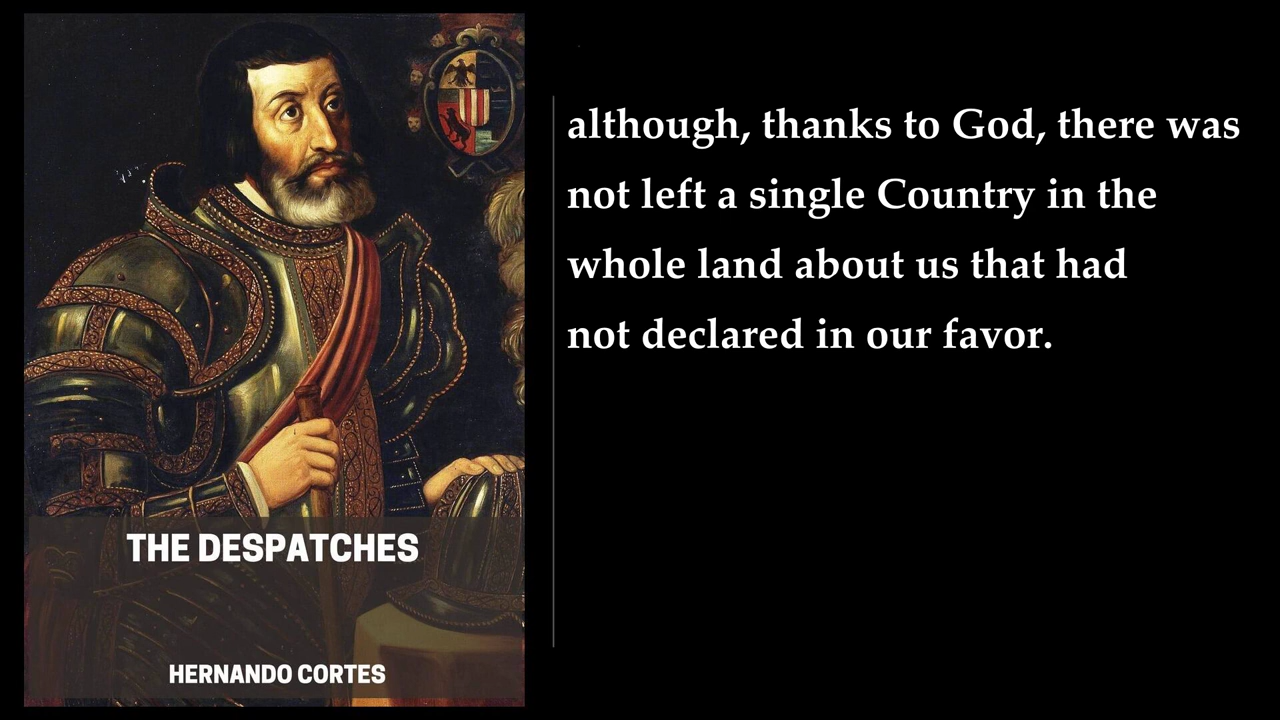 although, thanks to God, there was
not left a single Country in the
whole land about us that had
not declared in our favor.
THE DESPATCHES
HERNANDO CORTES